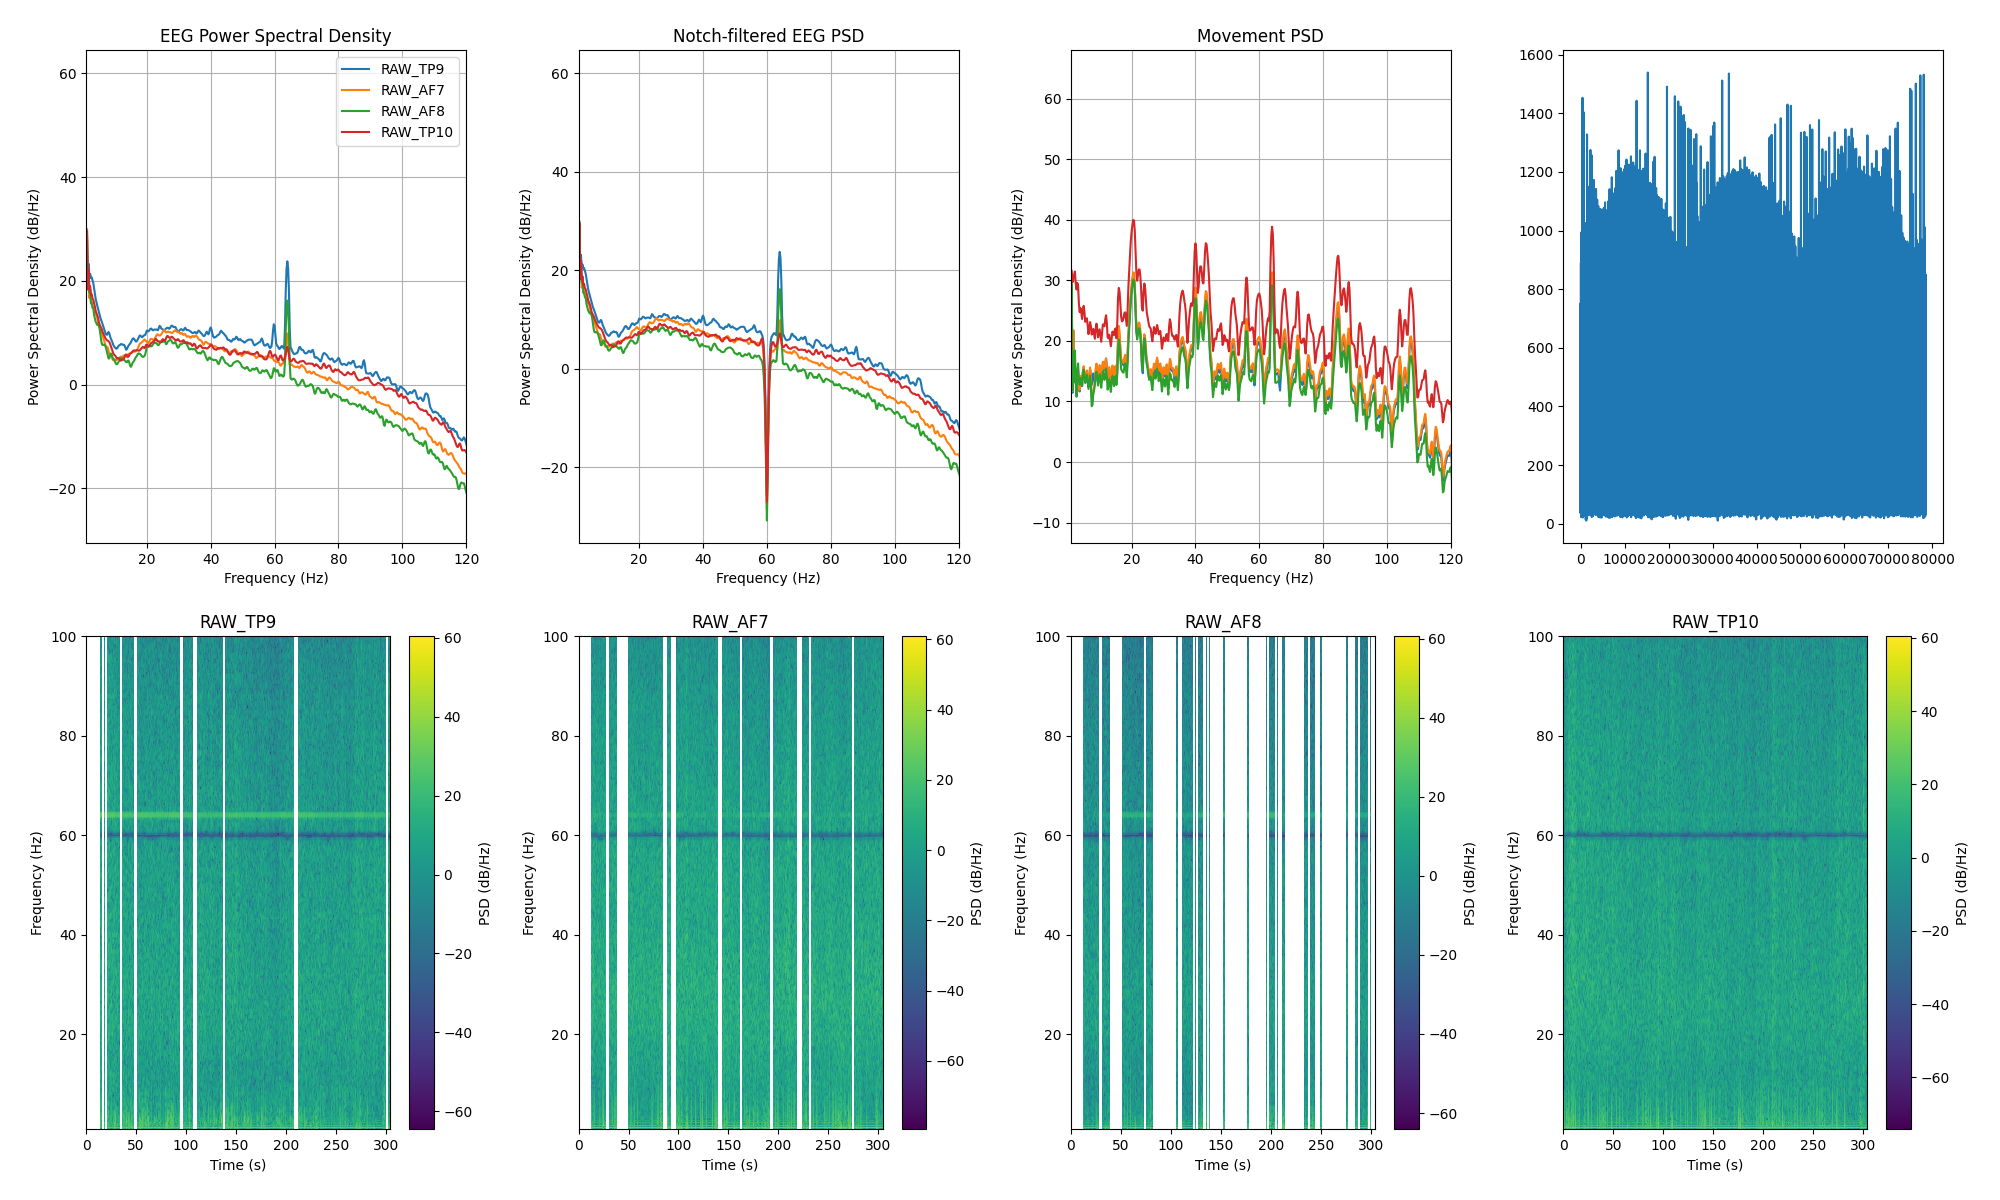 EEG Power Spectral Density
Power Spectral Density (dB/Hz)
60
40
20
0
−20
RAW_TP9
RAW_AF7
RAW_AF8
RAW_TP10
20 40 60 80 100 120
Frequency (Hz)
Notch-filtered EEG PSD
Power Spectral Density (dB/Hz)
60
40
20
0
−20
20 40 60 80 100 120
Frequency (Hz)
Movement PSD
Power Spectral Density (dB/Hz)
60
50
40
30
20
10
0
−10
20 40 60 80 100 120
Frequency (Hz)
1600
1400
1200
1000
800
600
400
200
0
0 10000 20000 30000 40000 50000 60000 70000 80000
RAW_TP9
Frequency (Hz)
100
80
60
40
20
0 50 100 150 200 250 300
Time (s)
60
40
20
0
−20
−40
−60
PSD (dB/Hz)
RAW_AF7
Frequency (Hz)
100
80
60
40
20
0 50 100 150 200 250 300
Time (s)
60
40
20
0
−20
−40
−60
PSD (dB/Hz)
RAW_AF8
Frequency (Hz)
100
80
60
40
20
0 50 100 150 200 250 300
Time (s)
60
40
20
0
−20
−40
−60
PSD (dB/Hz)
RAW_TP10
Frequency (Hz)
100
80
60
40
20
0 50 100 150 200 250 300
Time (s)
60
40
20
0
−20
−40
−60
PSD (dB/Hz)